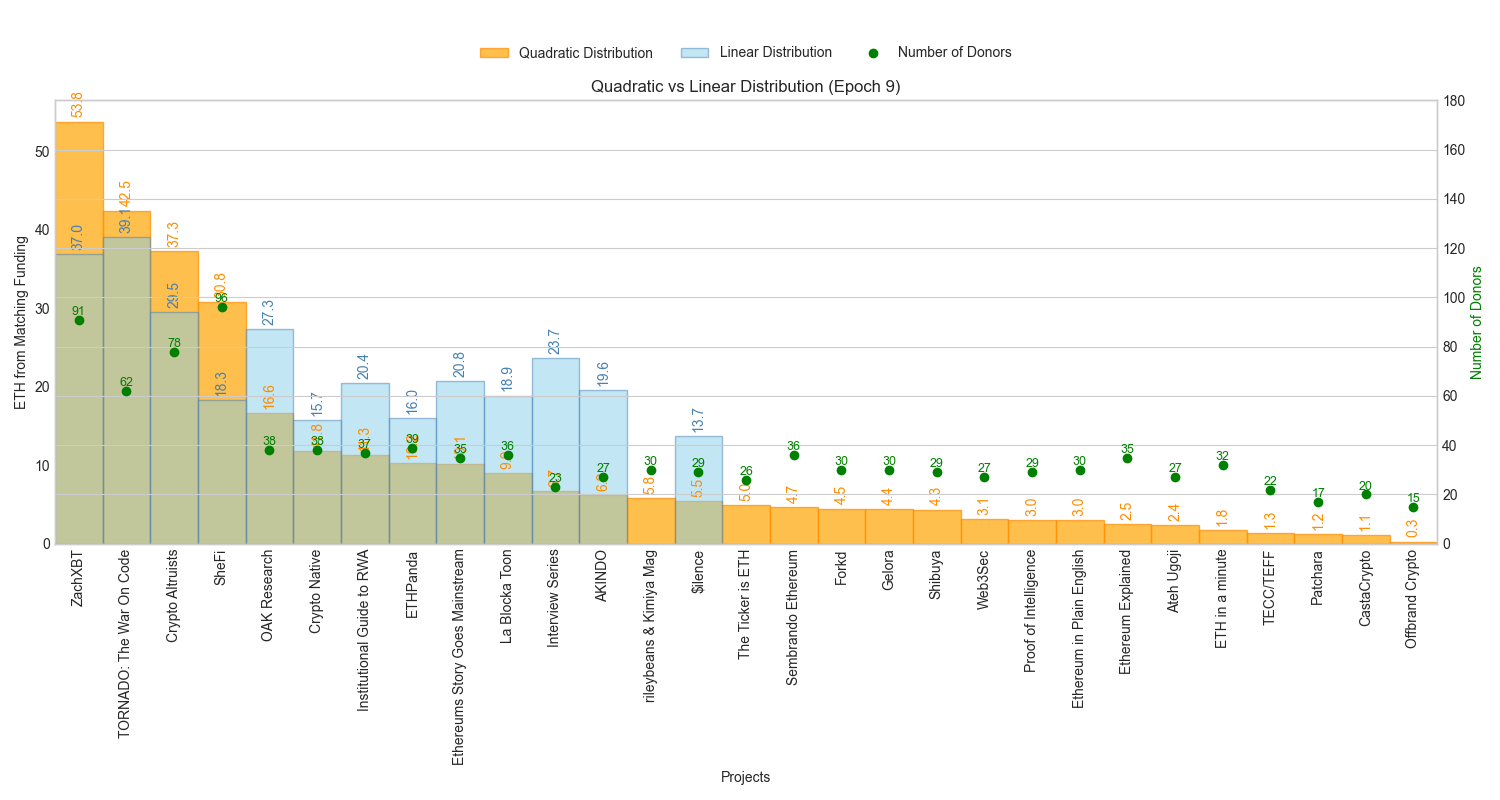 Quadratic Distribution
Linear Distribution
Number of Donors
Quadratic vs Linear Distribution (Epoch 9)
ETH from Matching Funding
50
40
30
20
10
0
180
160
140
120
100
80
60
40
20
0
Number of Donors
53.8
42.5
37.3
16.6
5.8
5.5
5.0
4.7
4.5
4.4
4.3
3.1
3.0
3.0
2.5
2.4
1.8
1.3
1.2
1.1
0.3
37.0
39.1
29.5
18.3
27.3
15.7
20.4
16.0
20.8
18.9
23.7
19.6
13.7
91
62
78
96
38
38
37
39
35
36
23
27
30
29
26
36
30
30
29
27
29
30
35
27
32
22
17
20
15
ZachXBT
TORNADO: The War On Code
Crypto Altruists
SheFi
OAK Research
Crypto Native
Institutional Guide to RWA
ETHPanda
Ethereums Story Goes Mainstream
La Blocka Toon
Interview Series
AKINDO
rileybeans & Kimiya Mag
$ilence
The Ticker is ETH
Sembrando Ethereum
Forkd
Gelora
Shibuya
Web3Sec
Proof of Intelligence
Ethereum in Plain English
Ethereum Explained
Ateh Ugoji
ETH in a minute
TECC/TEFF
Patchara
CastaCrypto
Offbrand Crypto
Projects